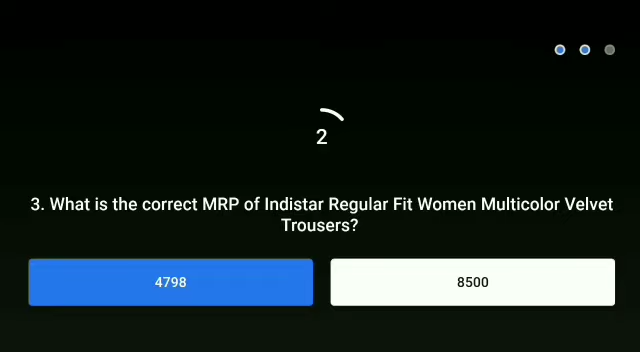 2
3. What is the correct MRP of Indistar Regular Fit Women Multicolor Velvet
Trousers?
4798
8500